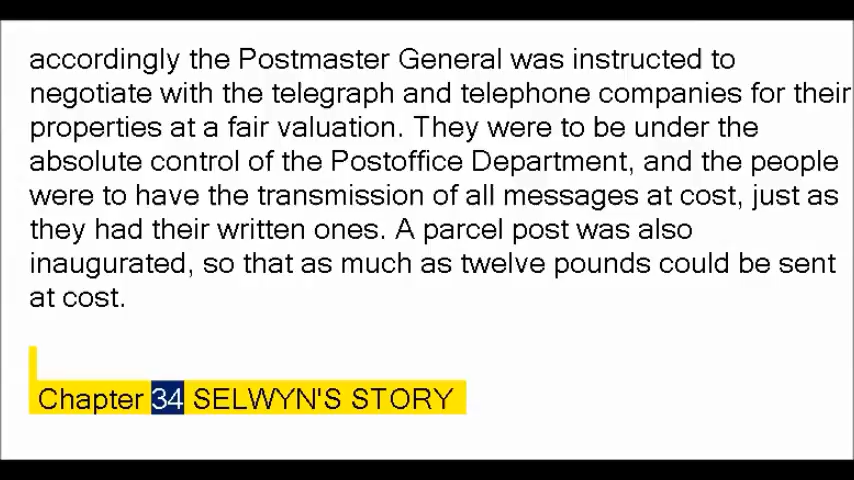 accordingly the Postmaster General was instructed to
negotiate with the telegraph and telephone companies for their
properties at a fair valuation. They were to be under the
absolute control of the Postoffice Department, and the people
were to have the transmission of all messages at cost, just as
they had their written ones. A parcel post was also
inaugurated, so that as much as twelve pounds could be sent
at cost.
Chapter 34 SELWYN'S STORY